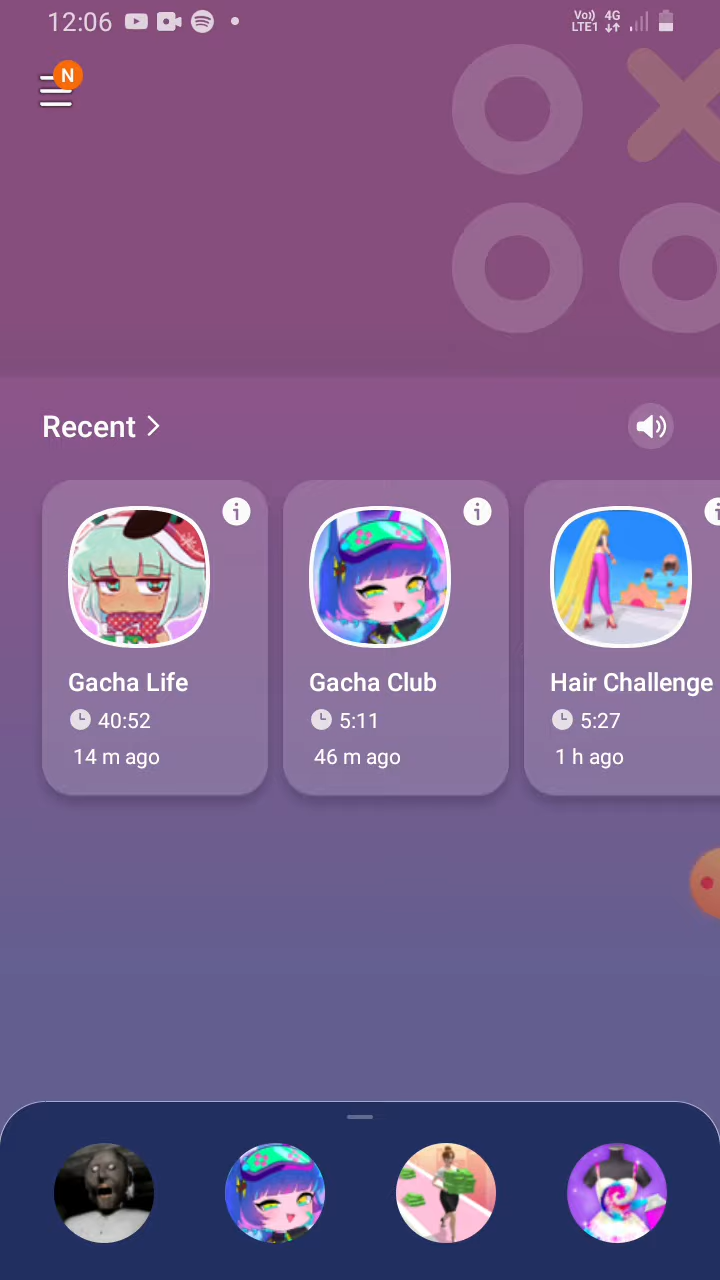 12:06
Vo)) 4G
LTE1
N
Recent
Gacha Life
40:52
14 m ago
Gacha Club
5:11
46 m ago
Hair Challenge
5:27
1 h ago